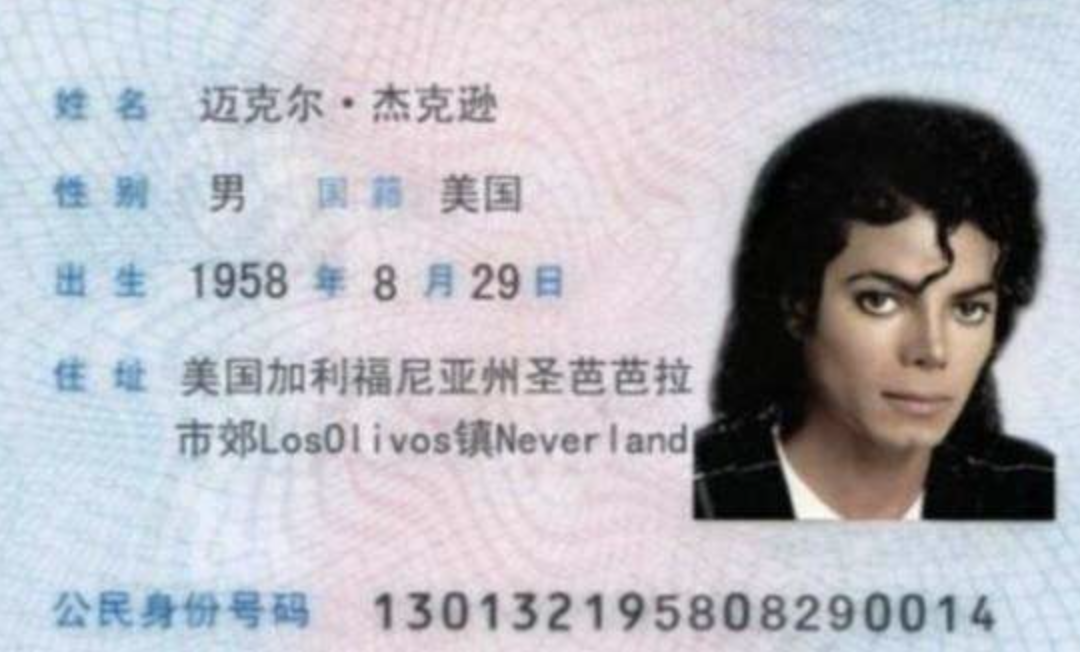 姓名 迈克尔·杰克逊
性别 男 国籍 美国
出生 1958 年 8 月 29 日
住址 美国加利福尼亚州圣芭芭拉
市郊LosOlivos镇Neverland
公民身份号码 130132195808290014